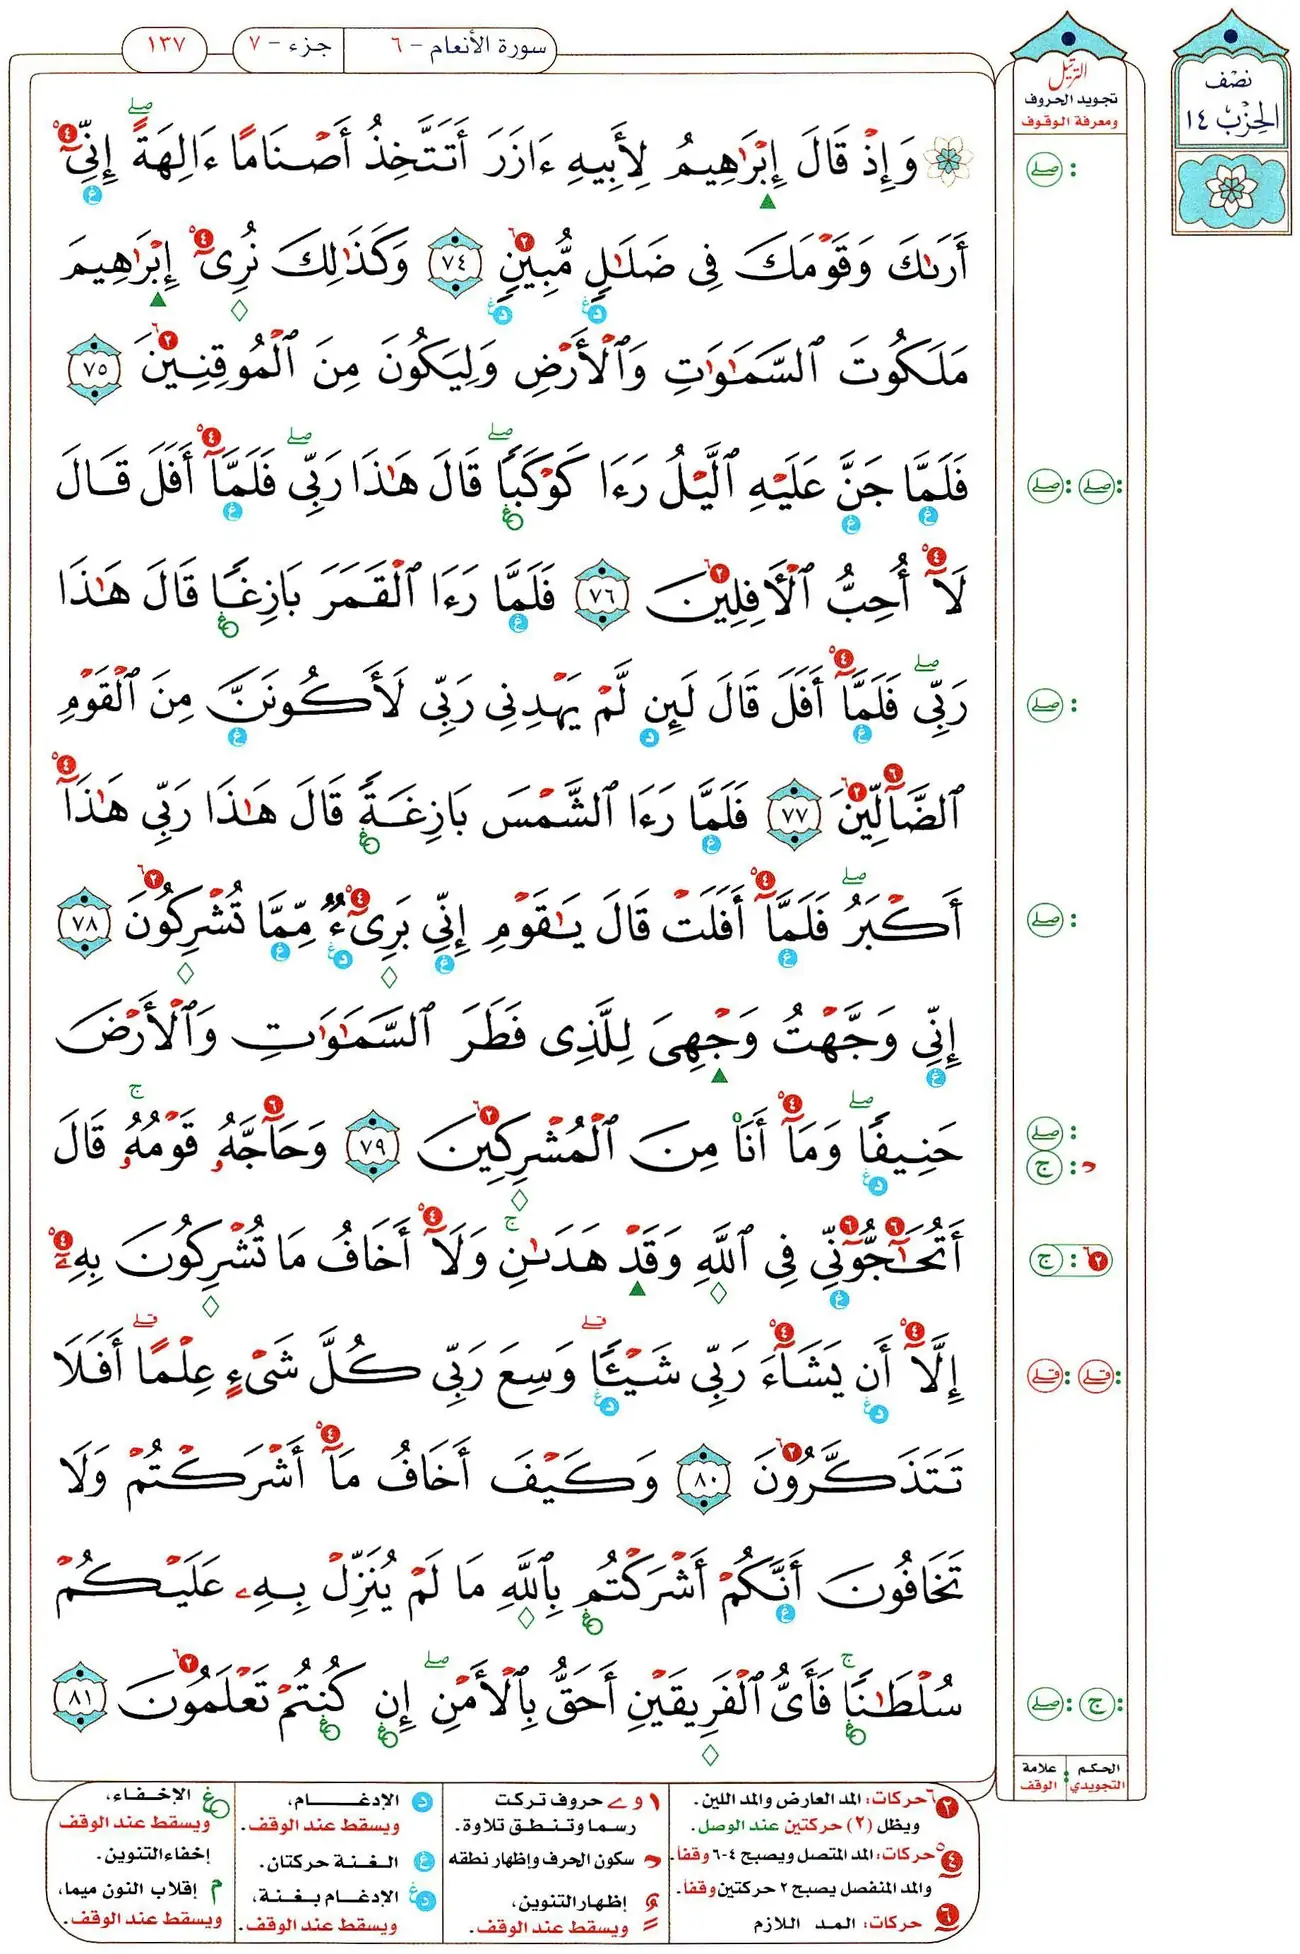 سورة الأنعام - ٦
جزء - ٧
١٣٧
نصف
الحزب ١٤
الترتيل
تجويد الحروف
ومعرفة الوقوف
وَإِذْ قَالَ إِبْرَٰهِيمُ لِأَبِيهِ ءَازَرَ أَتَتَّخِذُ أَصْنَامًا ءَالِهَةً ۖ إِنِّىٓ
أَرَىٰكَ وَقَوْمَكَ فِى ضَلَٰلٍ مُّبِينٍ ٧٤ وَكَذَٰلِكَ نُرِىٓ إِبْرَٰهِيمَ
مَلَكُوتَ ٱلسَّمَٰوَٰتِ وَٱلْأَرْضِ وَلِيَكُونَ مِنَ ٱلْمُوقِنِينَ ٧٥
فَلَمَّا جَنَّ عَلَيْهِ ٱلَّيْلُ رَءَا كَوْكَبًا ۖ قَالَ هَٰذَا رَبِّى ۖ فَلَمَّآ أَفَلَ قَالَ
لَآ أُحِبُّ ٱلْأَفِلِينَ ٧٦ فَلَمَّا رَءَا ٱلْقَمَرَ بَازِغًا قَالَ هَٰذَا
رَبِّى ۖ فَلَمَّآ أَفَلَ قَالَ لَئِن لَّمْ يَهْدِنِى رَبِّى لَأَكُونَنَّ مِنَ ٱلْقَوْمِ
ٱلضَّآلِّينَ ٧٧ فَلَمَّا رَءَا ٱلشَّمْسَ بَازِغَةً قَالَ هَٰذَا رَبِّى هَٰذَآ
أَكْبَرُ ۖ فَلَمَّآ أَفَلَتْ قَالَ يَٰقَوْمِ إِنِّى بَرِىٓءٌ مِّمَّا تُشْرِكُونَ ٧٨
إِنِّى وَجَّهْتُ وَجْهِىَ لِلَّذِى فَطَرَ ٱلسَّمَٰوَٰتِ وَٱلْأَرْضَ
حَنِيفًا ۖ وَمَآ أَنَا۠ مِنَ ٱلْمُشْرِكِينَ ٧٩ وَحَآجَّهُۥ قَوْمُهُۥ ۚ قَالَ
أَتُحَٰٓجُّوٓنِّى فِى ٱللَّهِ وَقَدْ هَدَىٰنِ ۚ وَلَآ أَخَافُ مَا تُشْرِكُونَ بِهِۦٓ
إِلَّآ أَن يَشَآءَ رَبِّى شَيْـًٔا ۗ وَسِعَ رَبِّى كُلَّ شَىْءٍ عِلْمًا ۗ أَفَلَا
تَتَذَكَّرُونَ ٨٠ وَكَيْفَ أَخَافُ مَآ أَشْرَكْتُمْ وَلَا
تَخَافُونَ أَنَّكُمْ أَشْرَكْتُم بِٱللَّهِ مَا لَمْ يُنَزِّلْ بِهِۦ عَلَيْكُمْ
سُلْطَٰنًا ۚ فَأَىُّ ٱلْفَرِيقَيْنِ أَحَقُّ بِٱلْأَمْنِ ۖ إِن كُنتُمْ تَعْلَمُونَ ٨١
الحكم التجويدي : علامة الوقف
٢ ٦ حركات: المد العارض والمد اللين.
ويظل (٢) حركتين عند الوصل.
٤ ٥ حركات: المد المتصل ويصبح ٤-٦ وقفاً.
والمد المنفصل يصبح ٢ حركتين وقفاً.
٦ حركات: المد اللازم
ا و ے حروف تركت
رسما وتنطق تلاوة.
سكون الحرف وإظهار نطقه
إظهار التنوين،
ويسقط عند الوقف.
د الإدغام،
ويسقط عند الوقف.
غ الغنة حركتان.
دغ الإدغام بغنة،
ويسقط عند الوقف.
الإخفاء،
ويسقط عند الوقف
إخفاء التنوين.
م إقلاب النون ميما،
ويسقط عند الوقف.